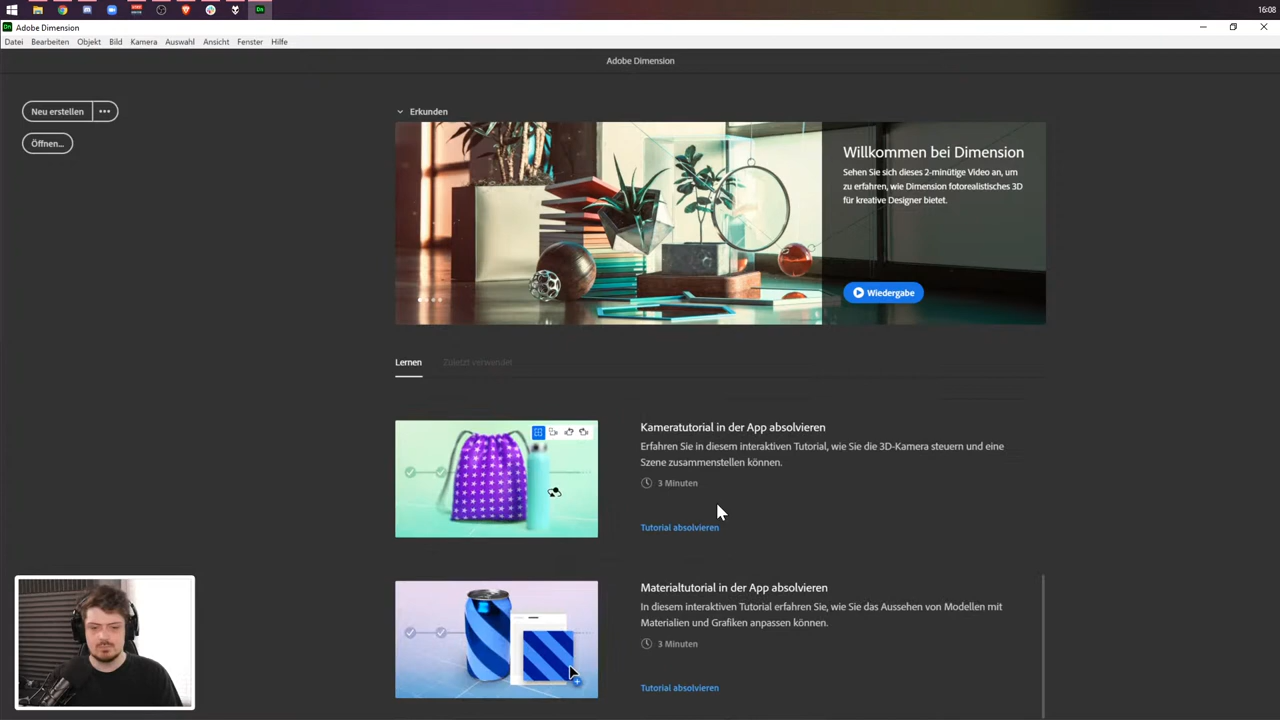 16:08
Dn Adobe Dimension
Datei Bearbeiten Objekt Bild Kamera Auswahl Ansicht Fenster Hilfe
Adobe Dimension
Neu erstellen •••
Öffnen...
Erkunden
Willkommen bei Dimension
Sehen Sie sich dieses 2-minütige Video an, um
zu erfahren, wie Dimension fotorealistisches 3D
für kreative Designer bietet.
Wiedergabe
Lernen Zuletzt verwendet
Kameratutorial in der App absolvieren
Erfahren Sie in diesem interaktiven Tutorial, wie Sie die 3D-Kamera steuern und eine
Szene zusammenstellen können.
3 Minuten
Tutorial absolvieren
Materialtutorial in der App absolvieren
In diesem interaktiven Tutorial erfahren Sie, wie Sie das Aussehen von Modellen mit
Materialien und Grafiken anpassen können.
3 Minuten
Tutorial absolvieren